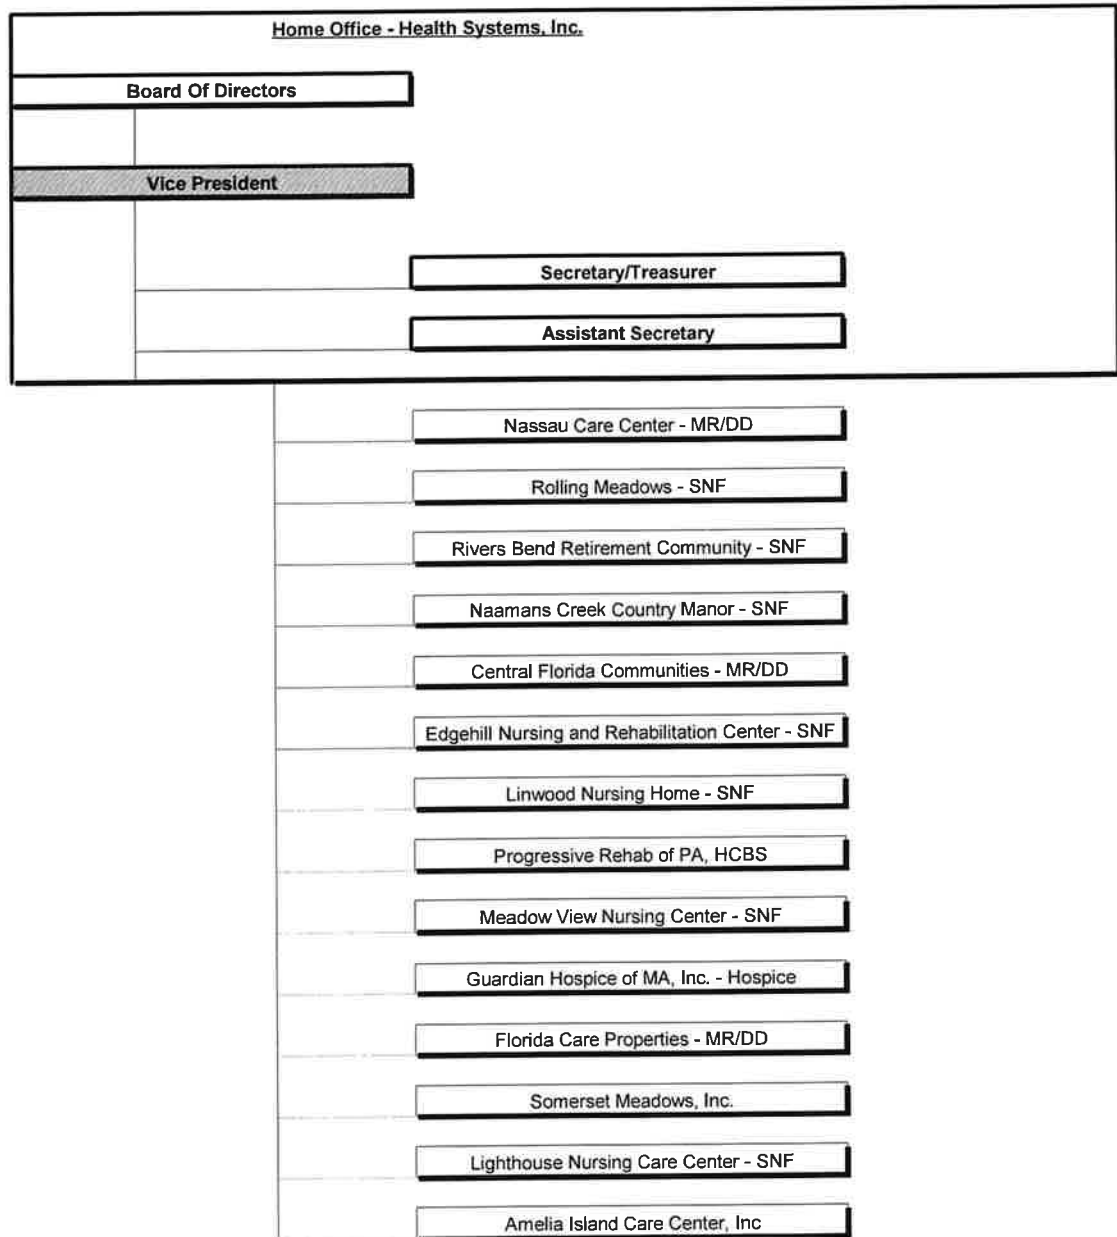 Home Office - Health Systems, Inc.
Board Of Directors
Vice President
Secretary/Treasurer
Assistant Secretary
Nassau Care Center - MR/DD
Rolling Meadows - SNF
Rivers Bend Retirement Community - SNF
Naamans Creek Country Manor - SNF
Central Florida Communities - MR/DD
Edgehill Nursing and Rehabilitation Center - SNF
Linwood Nursing Home - SNF
Progressive Rehab of PA, HCBS
Meadow View Nursing Center - SNF
Guardian Hospice of MA, Inc. - Hospice
Florida Care Properties - MR/DD
Somerset Meadows, Inc.
Lighthouse Nursing Care Center - SNF
Amelia Island Care Center, Inc